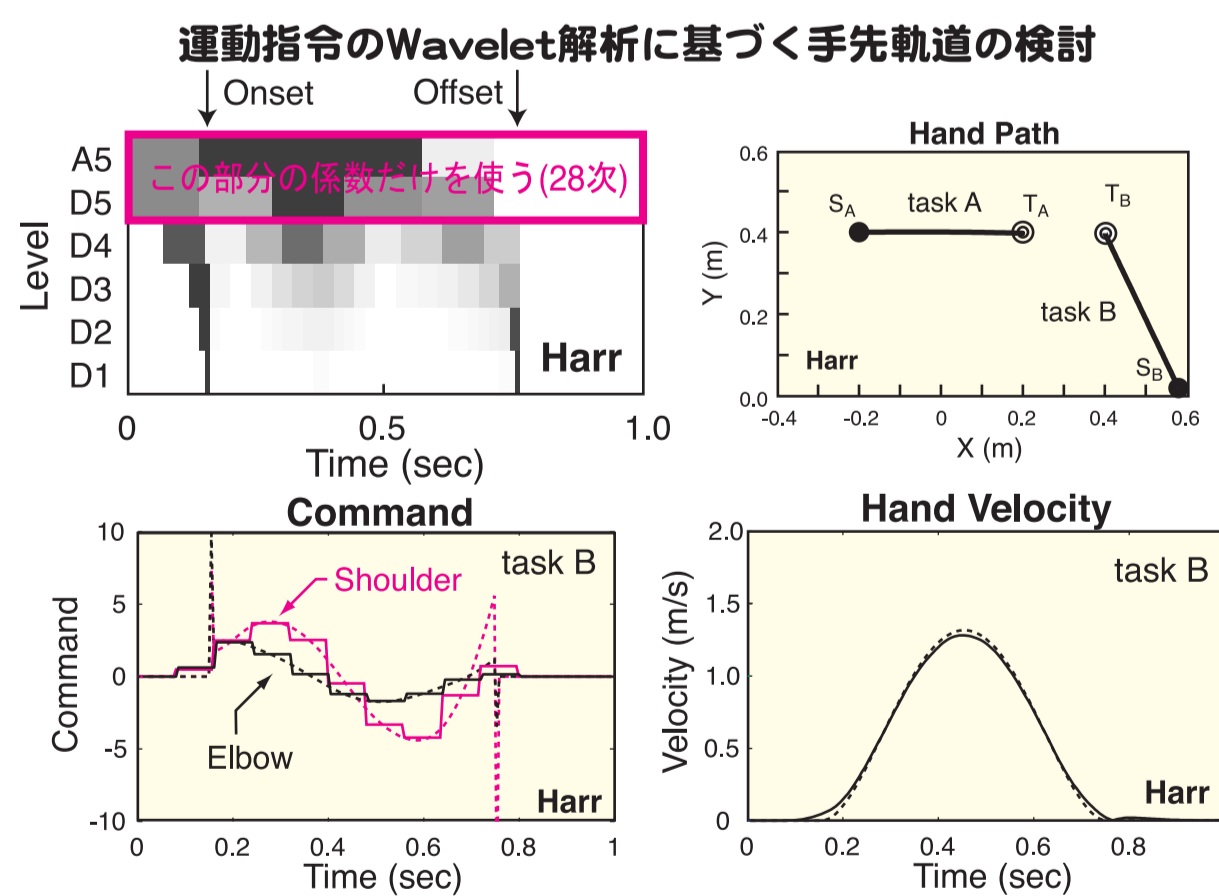 運動指令のWavelet解析に基づく手先軌道の検討
Onset
Offset
A5
この部分の係数だけを使う(28次)
D5
D4
D3
D2
D1
Level
Harr
0
0.5
1.0
Time (sec)
Hand Path
0.6
0.4
0.2
0.0
Y (m)
SA
task A
TA
TB
task B
SB
Harr
-0.4
-0.2
0
0.2
0.4
0.6
X (m)
Command
10
5
0
-5
-10
Command
task B
Shoulder
Elbow
Harr
0
0.2
0.4
0.6
0.8
1
Time (sec)
Hand Velocity
2.0
1.5
1.0
0.5
0
Velocity (m/s)
task B
Harr
0
0.2
0.4
0.6
0.8
Time (sec)